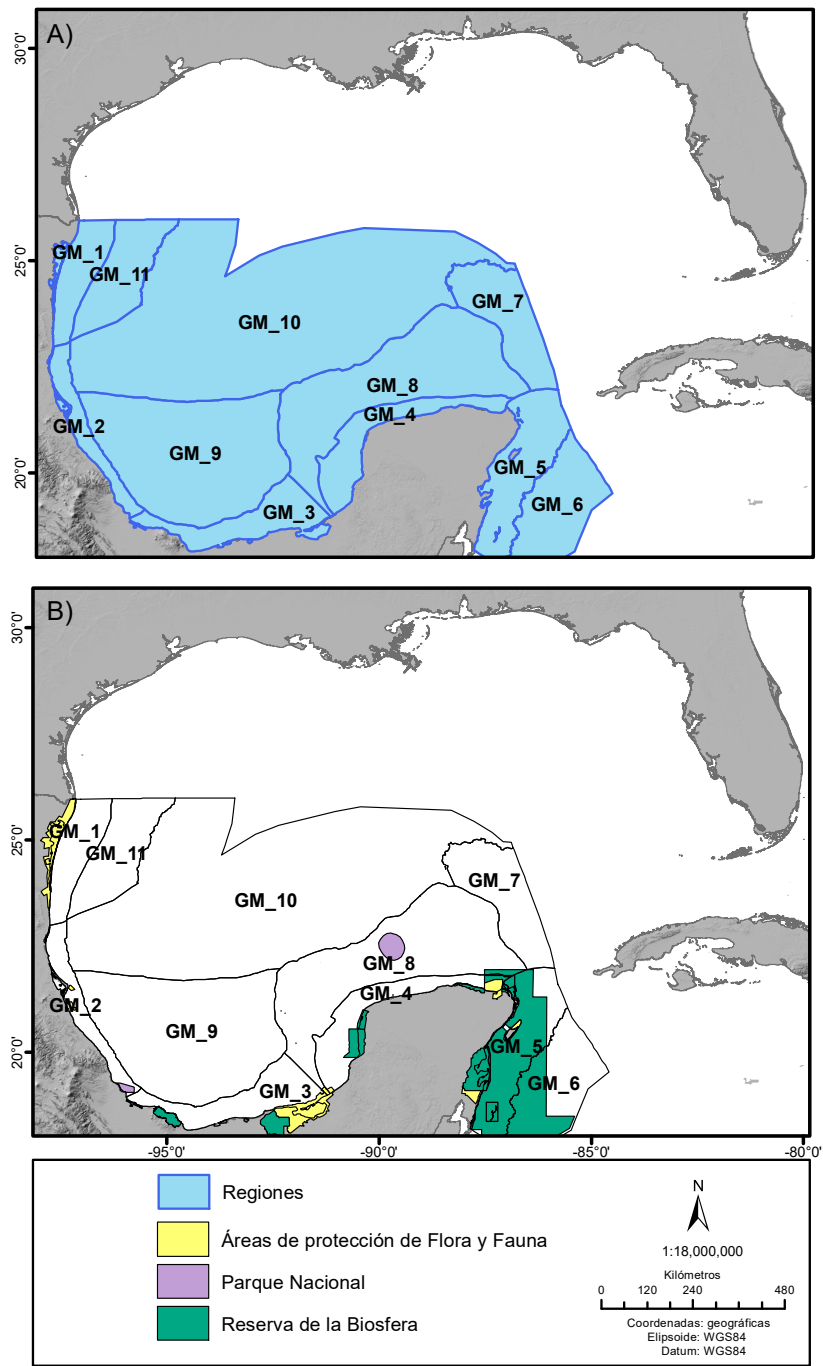 A)
30°0'
25°0'
20°0'
GM_1
GM_11
GM_7
GM_10
GM_8
GM_4
GM_2
GM_9
GM_5
GM_6
GM_3
B)
30°0'
25°0'
20°0'
GM_1
GM_11
GM_7
GM_10
GM_8
GM_4
GM_2
GM_9
GM_5
GM_6
GM_3
-95°0'
-90°0'
-85°0'
-80°0'
Regiones
Áreas de protección de Flora y Fauna
Parque Nacional
Reserva de la Biosfera
N
1:18,000,000
Kilómetros
0 120 240 360 480
Coordenadas: geográficas
Elipsoide: WGS84
Datum: WGS84